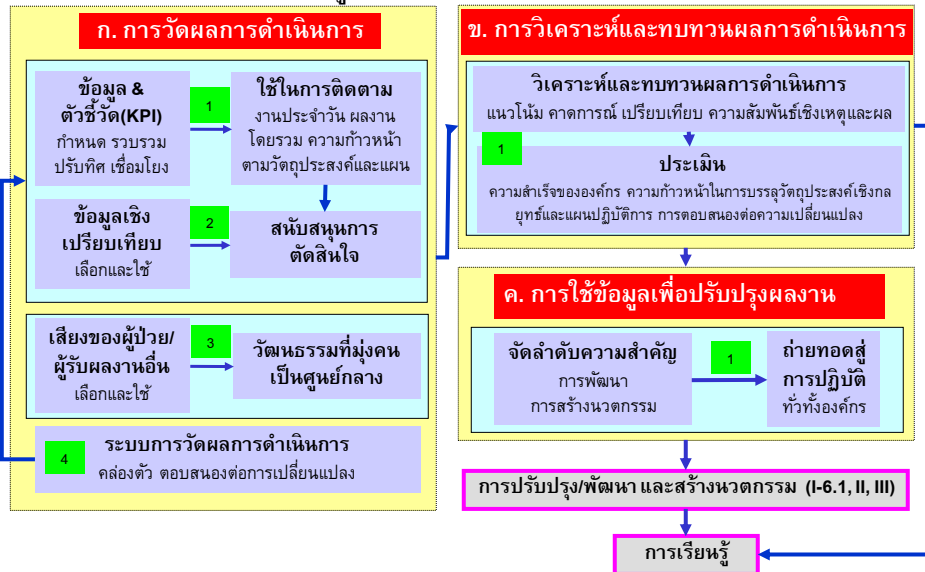 ก. การวัดผลการดำเนินการ
ข้อมูล &
ตัวชี้วัด(KPI)
กำหนด รวบรวม
ปรับทิศ เชื่อมโยง
1
ใช้ในการติดตาม
งานประจำวัน ผลงาน
โดยรวม ความก้าวหน้า
ตามวัตถุประสงค์และแผน
ข้อมูลเชิง
เปรียบเทียบ
เลือกและใช้
2
สนับสนุนการ
ตัดสินใจ
เสียงของผู้ป่วย/
ผู้รับผลงานอื่น
เลือกและใช้
3
วัฒนธรรมที่มุ่งคน
เป็นศูนย์กลาง
4
ระบบการวัดผลการดำเนินการ
คล่องตัว ตอบสนองต่อการเปลี่ยนแปลง
ข. การวิเคราะห์และทบทวนผลการดำเนินการ
วิเคราะห์และทบทวนผลการดำเนินการ
แนวโน้ม คาดการณ์ เปรียบเทียบ ความสัมพันธ์เชิงเหตุและผล
1
ประเมิน
ความสำเร็จขององค์กร ความก้าวหน้าในการบรรลุวัตถุประสงค์เชิงกล
ยุทธ์และแผนปฏิบัติการ การตอบสนองต่อความเปลี่ยนแปลง
ค. การใช้ข้อมูลเพื่อปรับปรุงผลงาน
จัดลำดับความสำคัญ
การพัฒนา
การสร้างนวตกรรม
1
ถ่ายทอดสู่
การปฏิบัติ
ทั่วทั้งองค์กร
การปรับปรุง/พัฒนา และสร้างนวตกรรม (I-6.1, II, III)
การเรียนรู้